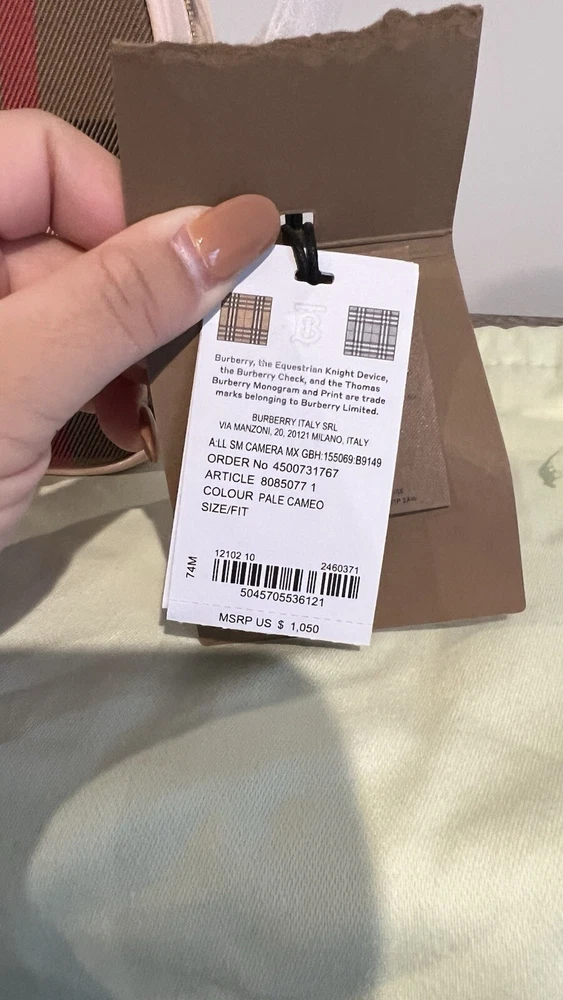 Burberry, the Equestrian Knight Device,
the Burberry Check, and the Thomas
Burberry Monogram and Print are trade
marks belonging to Burberry Limited.
BURBERRY ITALY SRL
VIA MANZONI, 20, 20121 MILANO, ITALY
A:LL SM CAMERA MX GBH:155069:B9149
ORDER No 4500731767
ARTICLE 8085077 1
COLOUR PALE CAMEO
SIZE/FIT
74M
12102 10 2460371
5045705536121
MSRP US $ 1,050